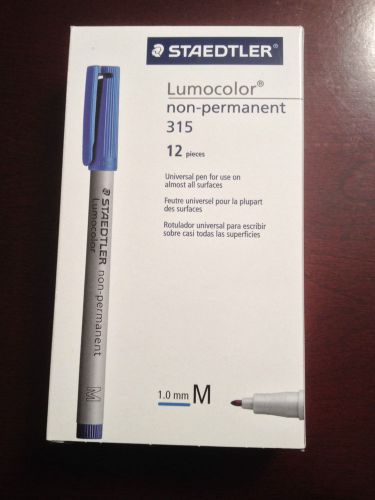 STAEDTLER®
Lumocolor®
non-permanent
315
12 pieces
Universal pen for use on
almost all surfaces
Feutre universel pour la plupart
des surfaces
Rotulador universal para escribir
sobre casi todas las superficies
STAEDTLER
Lumocolor non-permanent
M
1.0 mm M